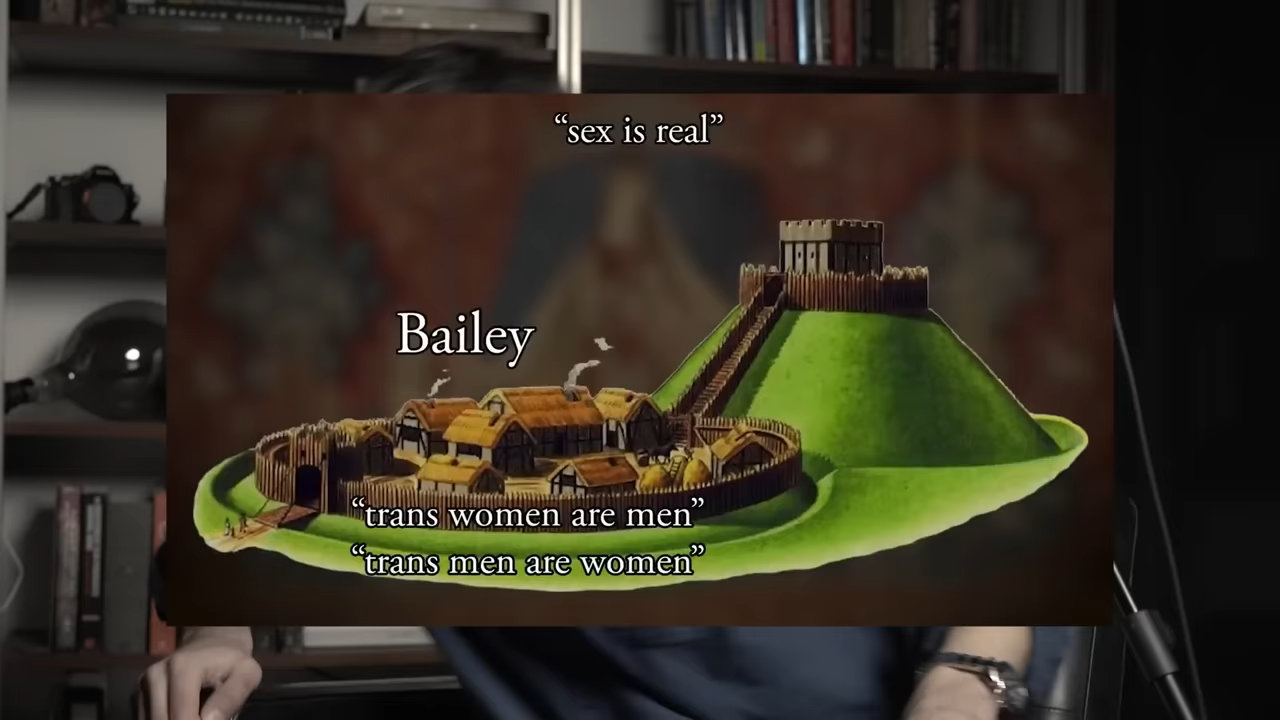 “sex is real”
Bailey
“trans women are men”
“trans men are women”